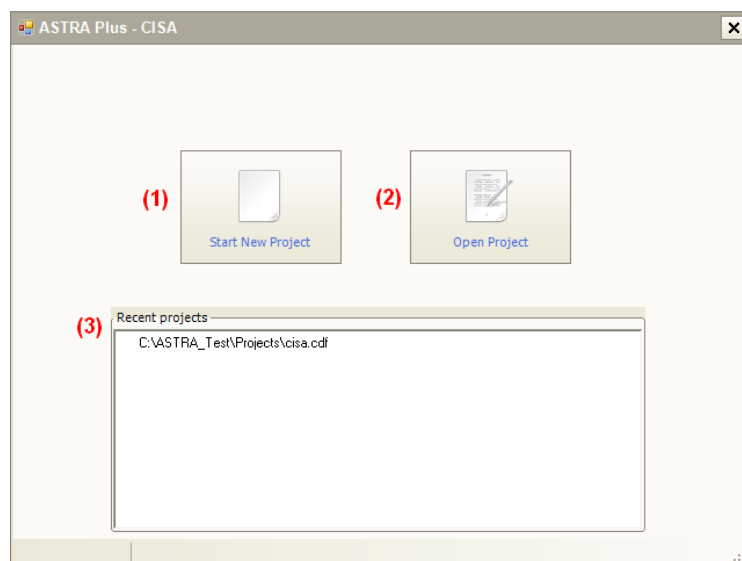 ASTRA Plus - CISA
(1)
Start New Project
(2)
Open Project
(3)
Recent projects
C:\ASTRA_Test\Projects\cisa.cdf